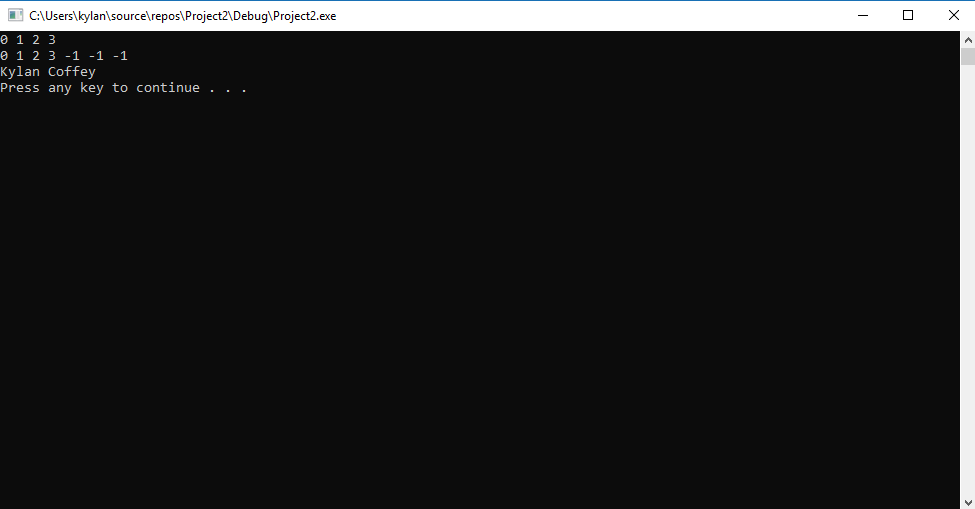 C:\Users\kylan\source\repos\Project2\Debug\Project2.exe
0 1 2 3
0 1 2 3 -1 -1 -1
Kylan Coffey
Press any key to continue . . .